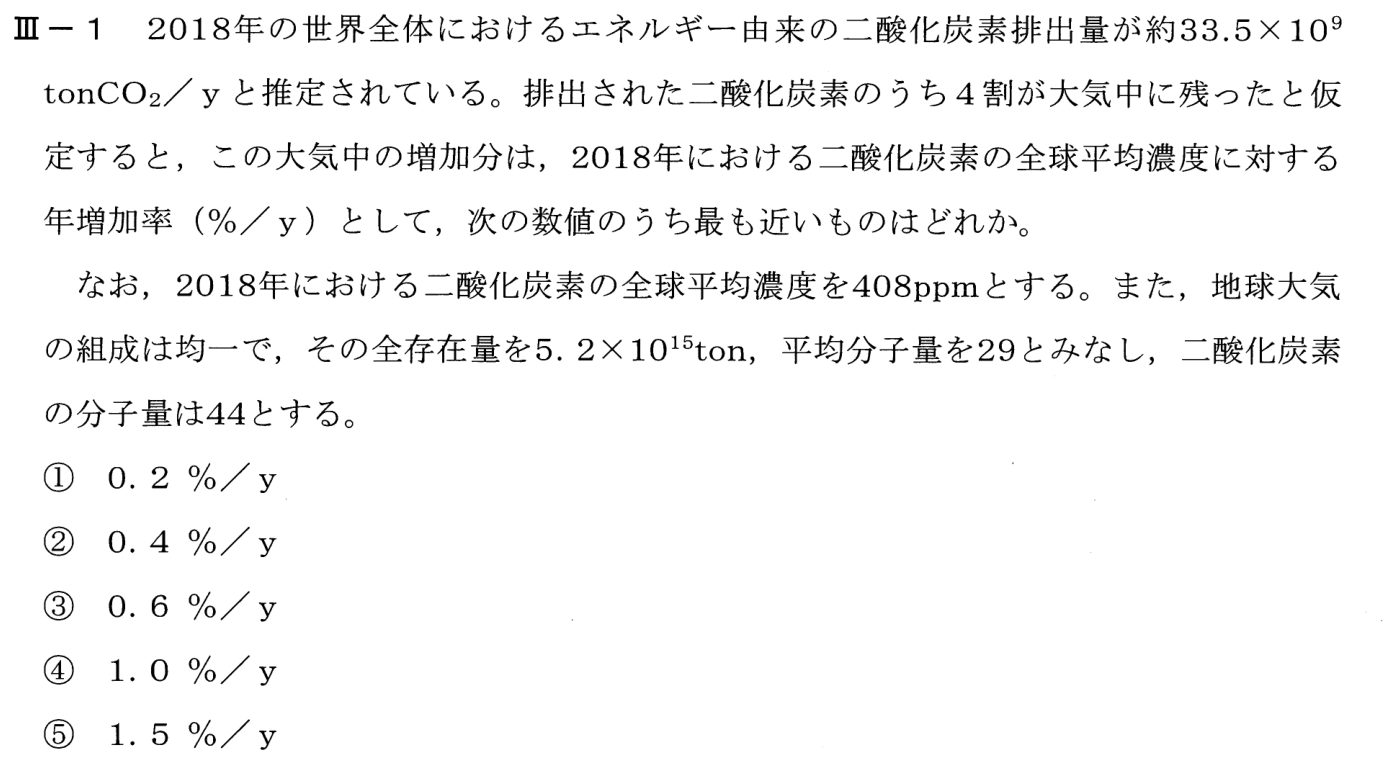 Ⅲ－１　2018年の世界全体におけるエネルギー由来の二酸化炭素排出量が約33.5×10⁹
tonCO₂／ｙと推定されている。排出された二酸化炭素のうち４割が大気中に残ったと仮
定すると，この大気中の増加分は，2018年における二酸化炭素の全球平均濃度に対する
年増加率（％／ｙ）として，次の数値のうち最も近いものはどれか。
なお，2018年における二酸化炭素の全球平均濃度を408ppmとする。また，地球大気
の組成は均一で，その全存在量を5. 2×10¹⁵ton，平均分子量を29とみなし，二酸化炭素
の分子量は44とする。
①　0. 2 ％／ｙ
②　0. 4 ％／ｙ
③　0. 6 ％／ｙ
④　1. 0 ％／ｙ
⑤　1. 5 ％／ｙ